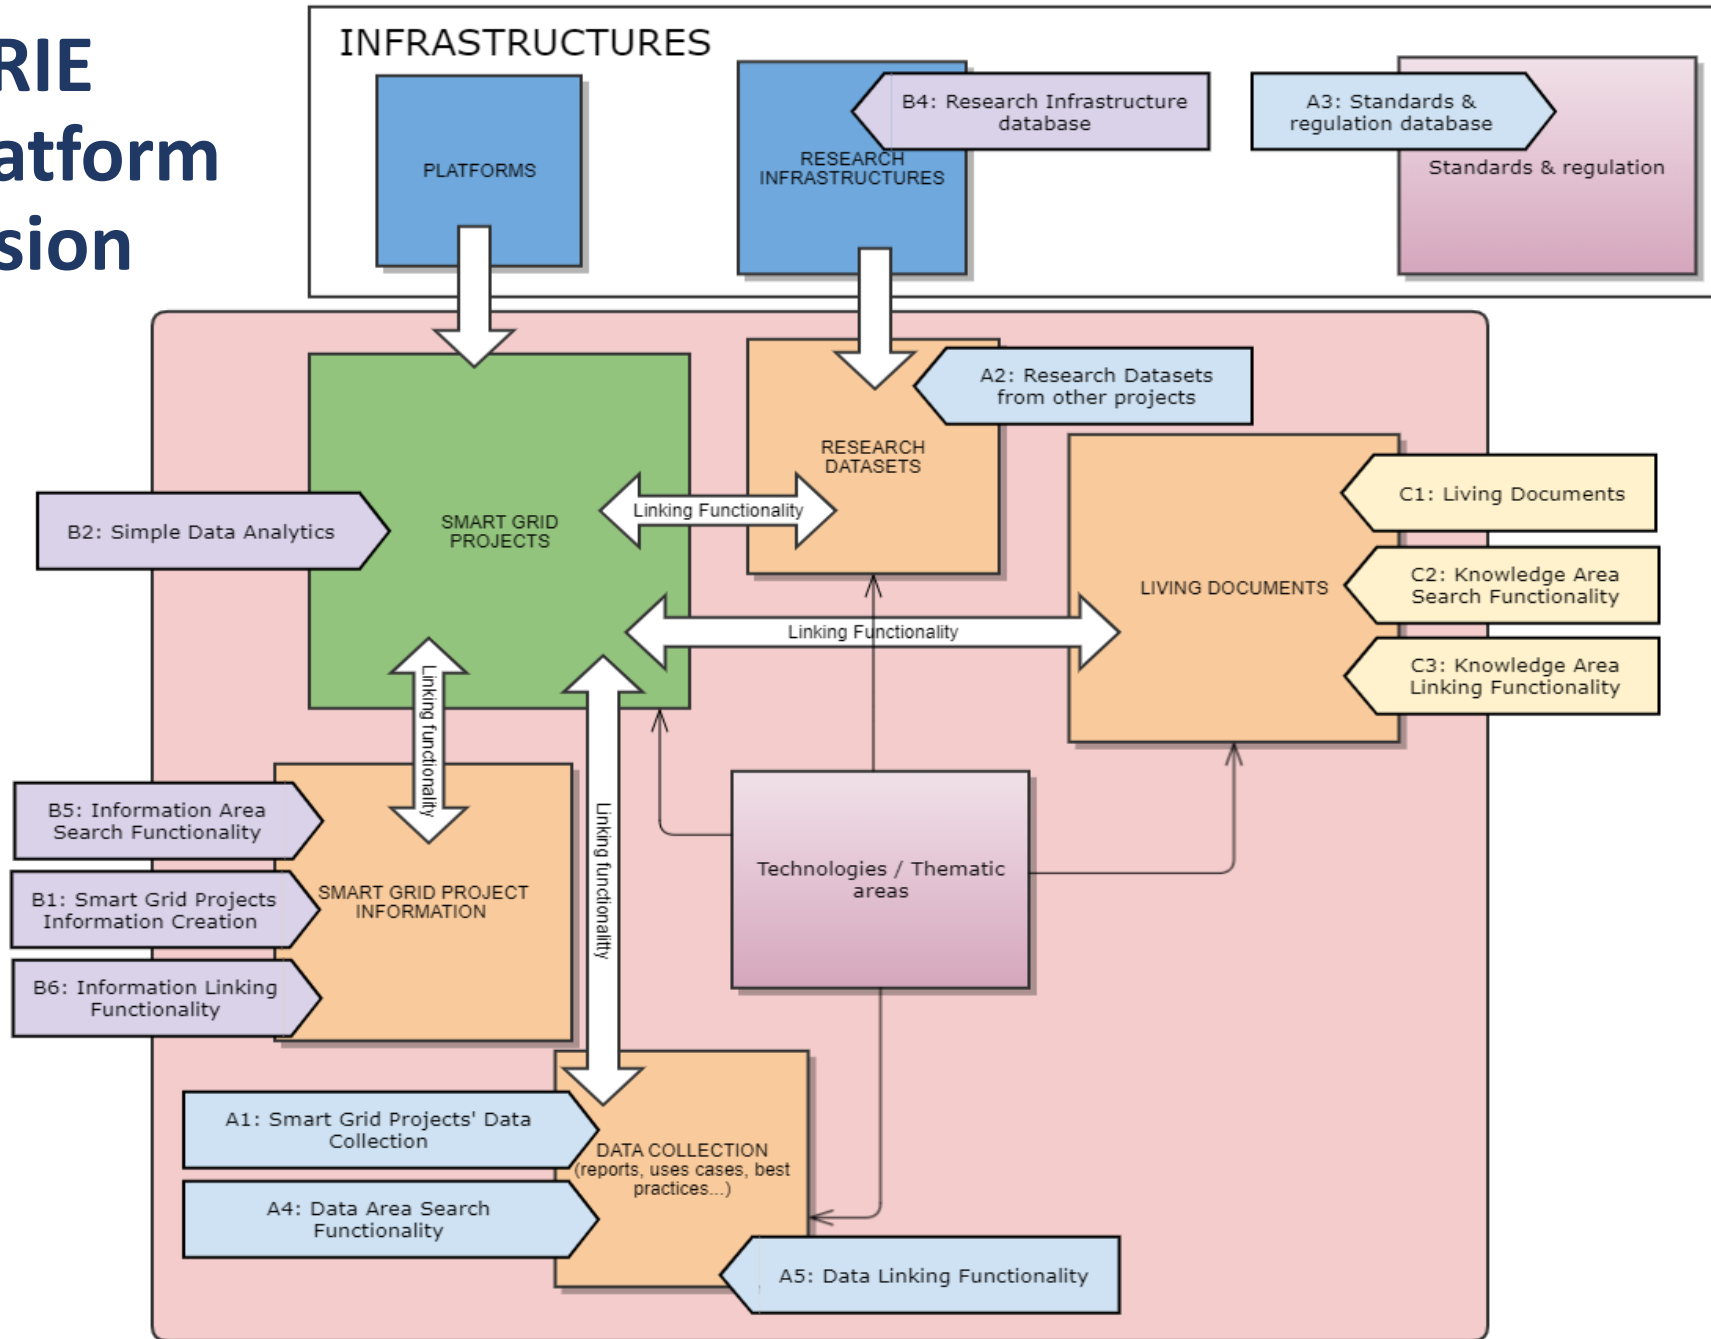 RIE
atform
sion
INFRASTRUCTURES
PLATFORMS
RESEARCH
INFRASTRUCTURES
B4: Research Infrastructure
database
A3: Standards &
regulation database
Standards & regulation
A2: Research Datasets
from other projects
RESEARCH
DATASETS
SMART GRID
PROJECTS
Linking Functionality
B2: Simple Data Analytics
C1: Living Documents
C2: Knowledge Area
Search Functionality
C3: Knowledge Area
Linking Functionality
LIVING DOCUMENTS
Linking Functionality
Linking functionality
Linking functionalitty
B5: Information Area
Search Functionality
B1: Smart Grid Projects
Information Creation
B6: Information Linking
Functionality
SMART GRID PROJECT
INFORMATION
Technologies / Thematic
areas
A1: Smart Grid Projects' Data
Collection
A4: Data Area Search
Functionality
DATA COLLECTION
(reports, uses cases, best
practices...)
A5: Data Linking Functionality